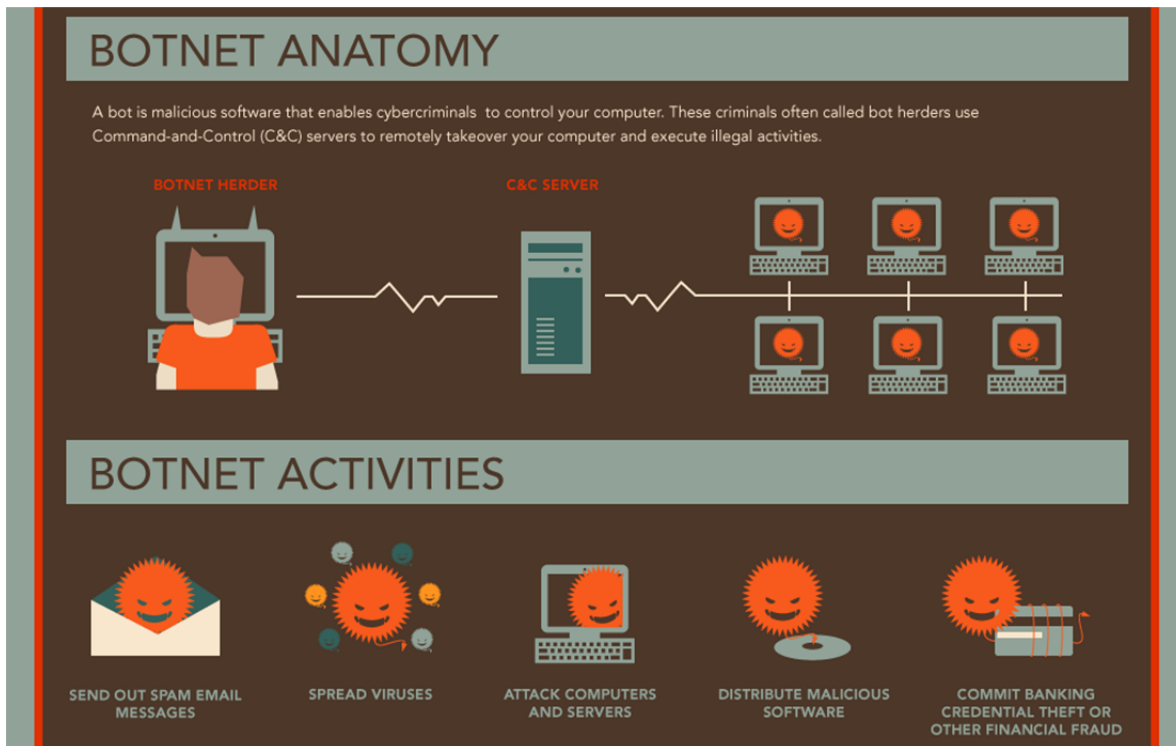 BOTNET ANATOMY
A bot is malicious software that enables cybercriminals to control your computer. These criminals often called bot herders use
Command-and-Control (C&C) servers to remotely takeover your computer and execute illegal activities.
BOTNET HERDER
C&C SERVER
BOTNET ACTIVITIES
SEND OUT SPAM EMAIL
MESSAGES
SPREAD VIRUSES
ATTACK COMPUTERS
AND SERVERS
DISTRIBUTE MALICIOUS
SOFTWARE
COMMIT BANKING
CREDENTIAL THEFT OR
OTHER FINANCIAL FRAUD